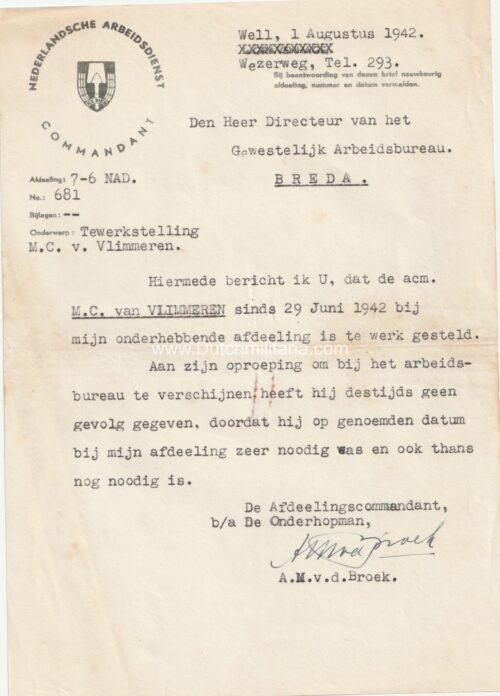 NEDERLANDSCHE ARBEIDSDIENST
COMMANDANT
Well, 1 Augustus 1942.
XXXXXXXXXXXX
Wezerweg, Tel. 293.
Bij beantwoording van dezen brief nauwkeurig
afdeeling, nummer en datum vermelden.
Den Heer Directeur van het
Gewestelijk Arbeidsbureau.
BREDA.
Afdeeling: 7-6 NAD.
No.: 681
Bijlagen: --
Onderwerp: Tewerkstelling
M.C. v. Vlimmeren.
Hiermede bericht ik U, dat de acm.
M.C. van VLIMMEREN sinds 29 Juni 1942 bij
mijn onderhebbende afdeeling is te werk gesteld.
www.Dutchmilitaria.com
Aan zijn oproeping om bij het arbeids-
bureau te verschijnen heeft hij destijds geen
gevolg gegeven, doordat hij op genoemden datum
bij mijn afdeeling zeer noodig was en ook thans
nog noodig is.
De Afdeelingscommandant,
b/a De Onderhopman,
AMvdBroek
A.M.v.d.Broek.